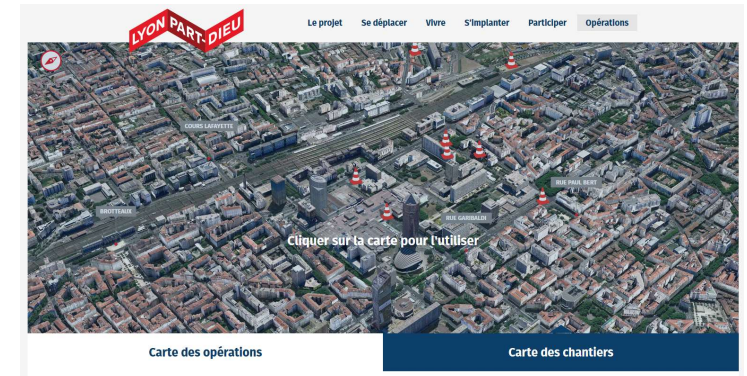 LYON PART-DIEU
Le projet Se déplacer Vivre S'implanter Participer Opérations
COURS LAFAYETTE
RUE PAUL BERT
BROTTEAUX
RUE GARIBALDI
Cliquer sur la carte pour l'utiliser
Carte des opérations Carte des chantiers